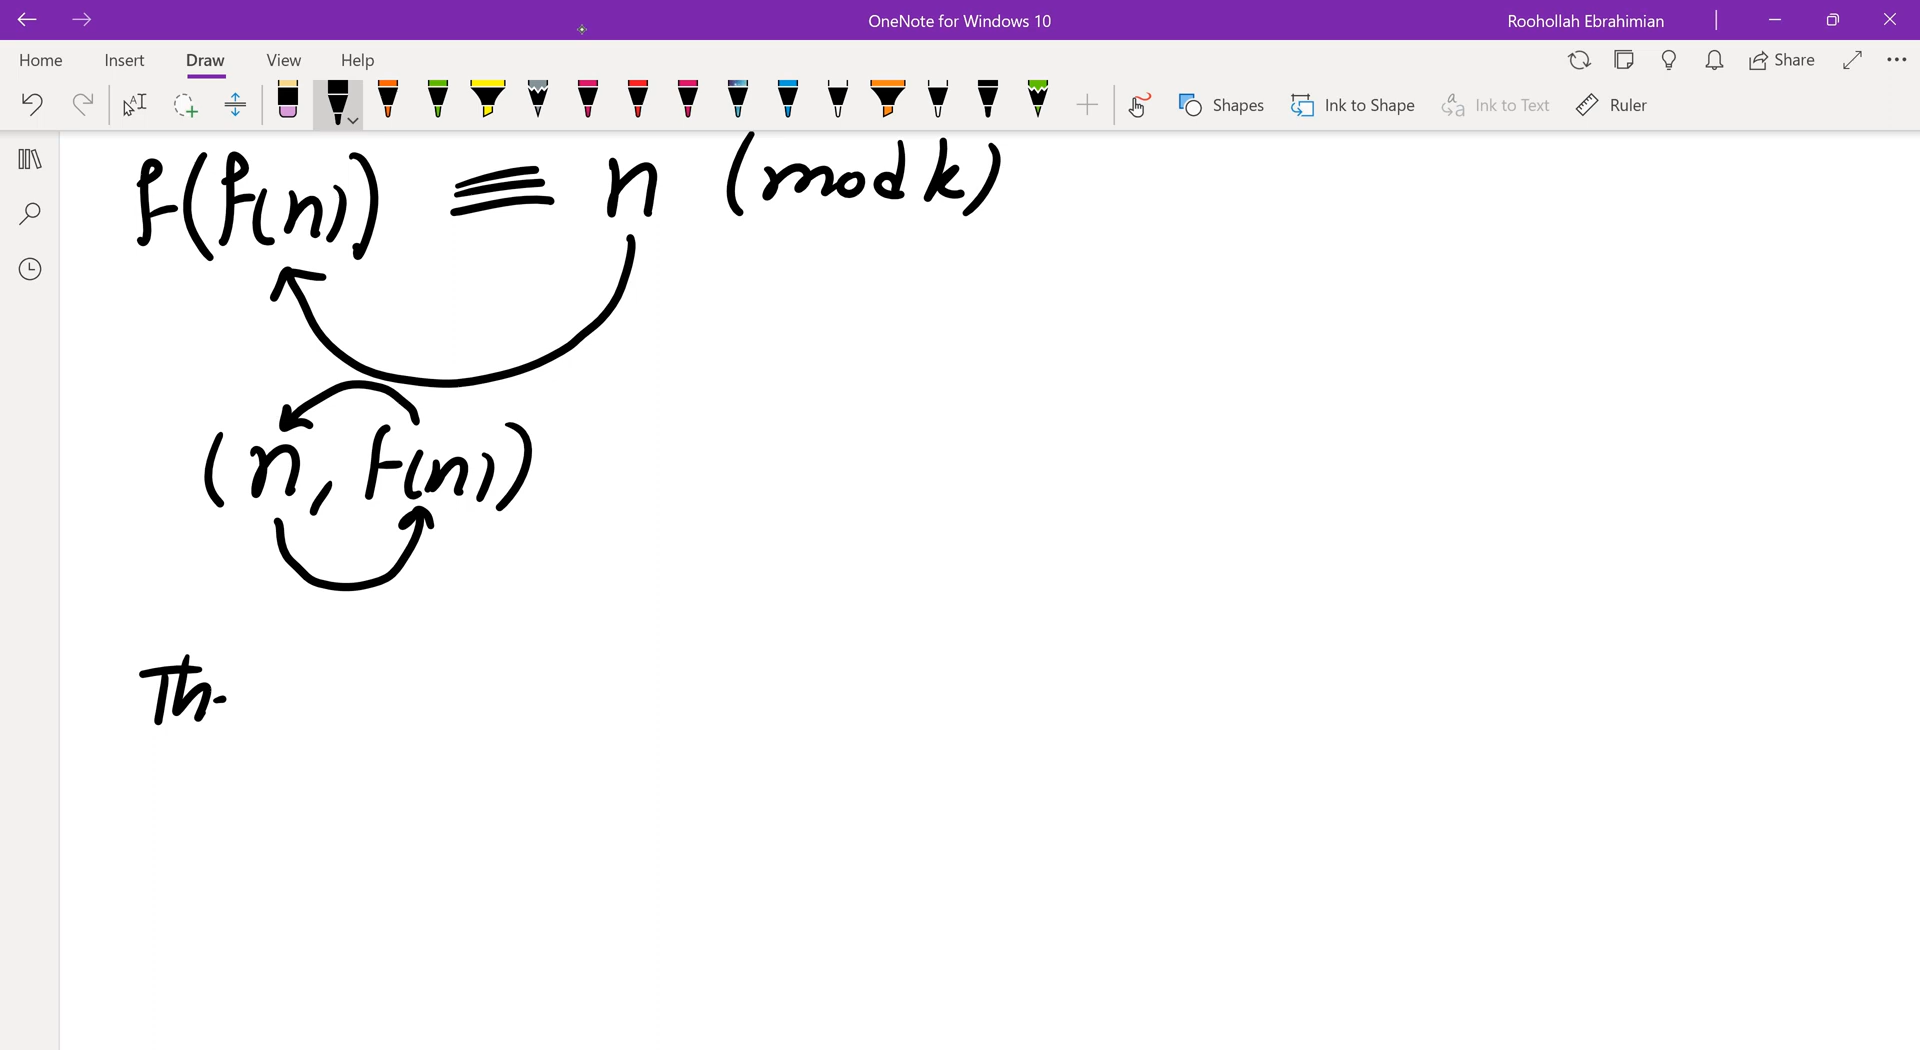 OneNote for Windows 10
Roohollah Ebrahimian
Home Insert Draw View Help
Share
Shapes Ink to Shape Ink to Text Ruler
f(f(n)) ≡ n (mod k)
(n, f(n))
Th